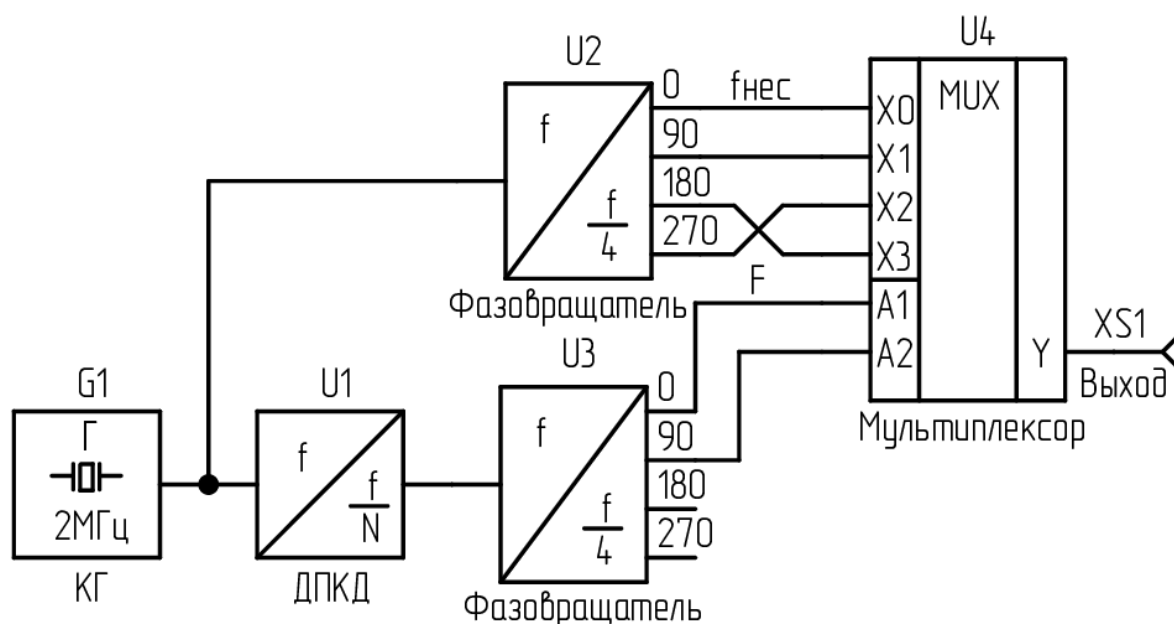 U4
U2
0
fнес
MUX
X0
f
90
X1
180
X2
f
4
270
X3
F
Фазовращатель
A1
XS1
U3
A2
Y
G1
U1
0
Выход
Г
f
f
90
Мультиплексор
2МГц
f
N
180
f
4
270
КГ
ДПКД
Фазовращатель